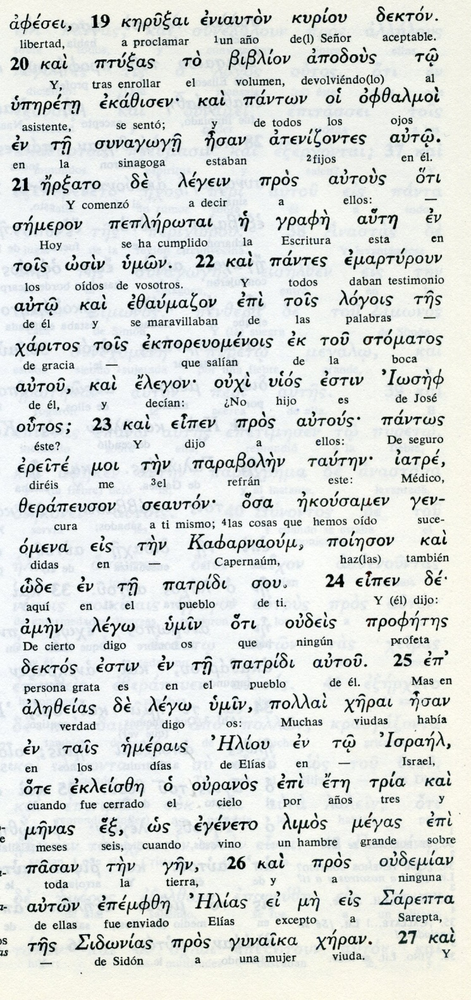 ἀφέσει, 19 κηρῦξαι ἐνιαυτὸν κυρίου δεκτόν.
libertad, a proclamar 1un año de(l) Señor aceptable.
20 καὶ πτύξας τὸ βιβλίον ἀποδοὺς τῷ
Y, tras enrollar el volumen, devolviéndo(lo) al
ὑπηρέτῃ ἐκάθισεν· καὶ πάντων οἱ ὀφθαλμοὶ
asistente, se sentó; y de todos los ojos
ἐν τῇ συναγωγῇ ἦσαν ἀτενίζοντες αὐτῷ.
en la sinagoga estaban 2fijos en él.
21 ἤρξατο δὲ λέγειν πρὸς αὐτοὺς ὅτι
Y comenzó a decir a ellos: —
σήμερον πεπλήρωται ἡ γραφὴ αὕτη ἐν
Hoy se ha cumplido la Escritura esta en
τοῖς ὠσὶν ὑμῶν. 22 καὶ πάντες ἐμαρτύρουν
los oídos de vosotros. Y todos daban testimonio
αὐτῷ καὶ ἐθαύμαζον ἐπὶ τοῖς λόγοις τῆς
de él y se maravillaban de las palabras —
χάριτος τοῖς ἐκπορευομένοις ἐκ τοῦ στόματος
de gracia — que salían de la boca
αὐτοῦ, καὶ ἔλεγον· οὐχὶ υἱός ἐστιν Ἰωσὴφ
de él, y decían: ¿No hijo es de José
οὗτος; 23 καὶ εἶπεν πρὸς αὐτούς· πάντως
éste? Y dijo a ellos: De seguro
ἐρεῖτέ μοι τὴν παραβολὴν ταύτην· ἰατρέ,
diréis me 3el refrán este: Médico,
θεράπευσον σεαυτόν· ὅσα ἠκούσαμεν γεν-
cura a ti mismo; 4las cosas que hemos oído suce-
όμενα εἰς τὴν Καφαρναούμ, ποίησον καὶ
didas en — Capernaúm, haz(las) también
ὧδε ἐν τῇ πατρίδι σου. 24 εἶπεν δέ·
aquí en el pueblo de ti. Y (él) dijo:
ἀμὴν λέγω ὑμῖν ὅτι οὐδεὶς προφήτης
De cierto digo os que ningún profeta
δεκτός ἐστιν ἐν τῇ πατρίδι αὐτοῦ. 25 ἐπ’
persona grata es en el pueblo de él. Mas en
ἀληθείας δὲ λέγω ὑμῖν, πολλαὶ χῆραι ἦσαν
verdad digo os: Muchas viudas había
ἐν ταῖς ἡμέραις Ἠλίου ἐν τῷ Ἰσραήλ,
en los días de Elías en — Israel,
ὅτε ἐκλείσθη ὁ οὐρανὸς ἐπὶ ἔτη τρία καὶ
cuando fue cerrado el cielo por años tres y
μῆνας ἕξ, ὡς ἐγένετο λιμὸς μέγας ἐπὶ
meses seis, cuando vino un hambre grande sobre
πᾶσαν τὴν γῆν, 26 καὶ πρὸς οὐδεμίαν
toda la tierra, y a ninguna
αὐτῶν ἐπέμφθη Ἠλίας εἰ μὴ εἰς Σάρεπτα
de ellas fue enviado Elías excepto a Sarepta,
τῆς Σιδωνίας πρὸς γυναῖκα χήραν. 27 καὶ
— de Sidón a una mujer viuda. Y